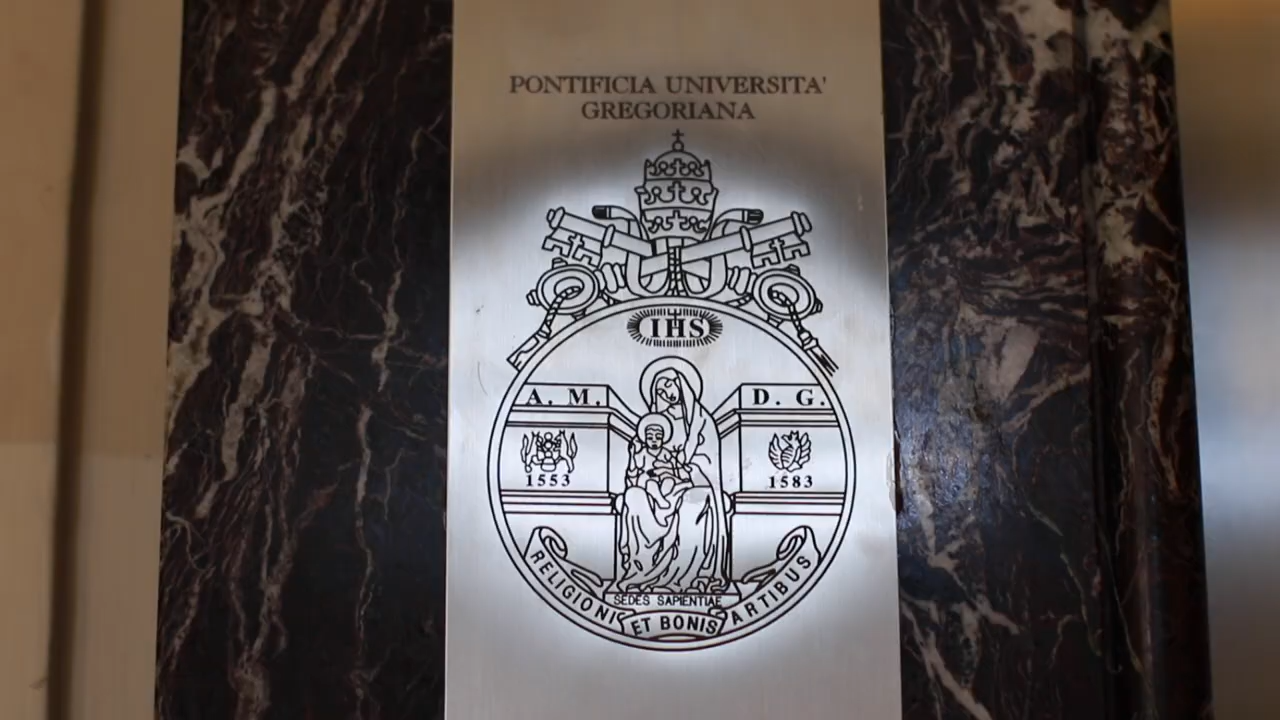 PONTIFICIA UNIVERSITA'
GREGORIANA
IHS
A. M.
D. G.
1553
1583
SEDES SAPIENTIAE
RELIGIONI ET BONIS ARTIBUS